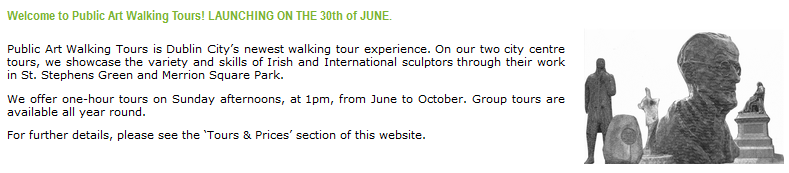 Welcome to Public Art Walking Tours! LAUNCHING ON THE 30th of JUNE.
Public Art Walking Tours is Dublin City’s newest walking tour experience. On our two city centre
tours, we showcase the variety and skills of Irish and International sculptors through their work
in St. Stephens Green and Merrion Square Park.
We offer one-hour tours on Sunday afternoons, at 1pm, from June to October. Group tours are
available all year round.
For further details, please see the ‘Tours & Prices’ section of this website.